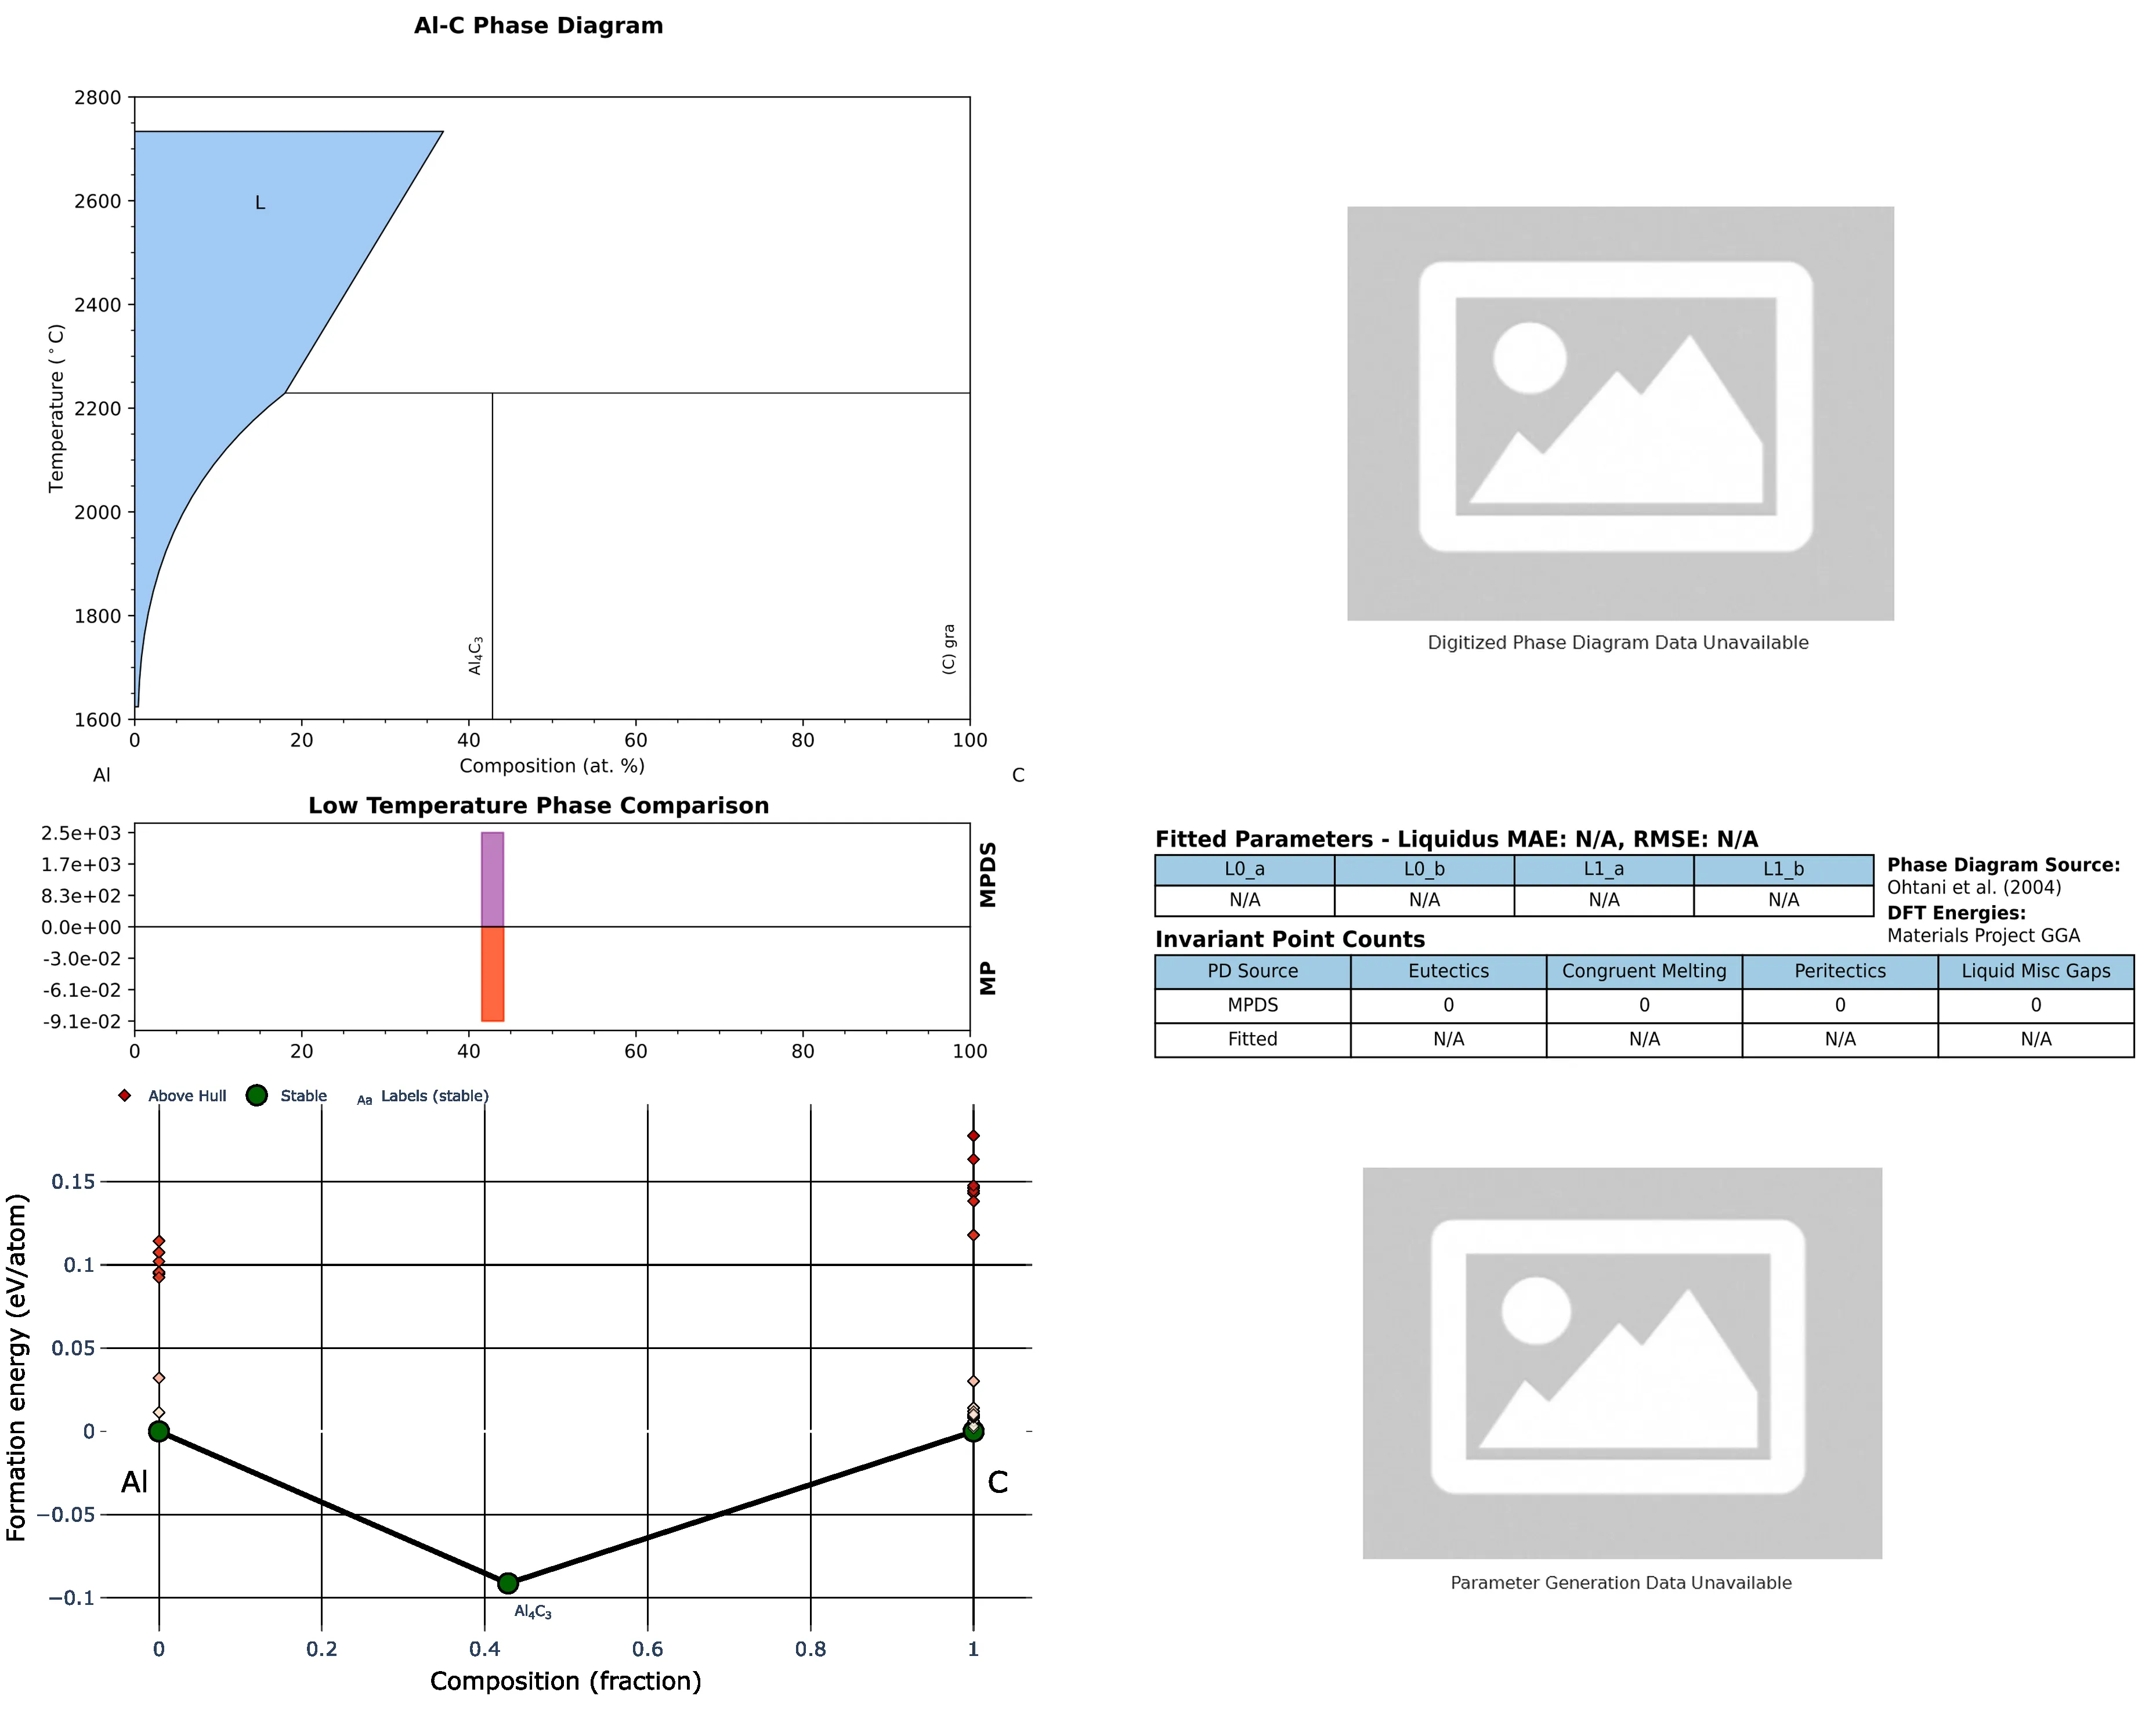 Al-C Phase Diagram
2800
2600
2400
2200
2000
1800
1600
Temperature (°C)
L
Al₄C₃
(C) gra
0 20 40 60 80 100
Composition (at. %)
Al C
Digitized Phase Diagram Data Unavailable
Low Temperature Phase Comparison
2.5e+03
1.7e+03
8.3e+02
0.0e+00
-3.0e-02
-6.1e-02
-9.1e-02
MPDS
MP
0 20 40 60 80 100
Fitted Parameters - Liquidus MAE: N/A, RMSE: N/A
L0_a L0_b L1_a L1_b
N/A N/A N/A N/A
Phase Diagram Source:
Ohtani et al. (2004)
DFT Energies:
Materials Project GGA
Invariant Point Counts
PD Source Eutectics Congruent Melting Peritectics Liquid Misc Gaps
MPDS 0 0 0 0
Fitted N/A N/A N/A N/A
Above Hull Stable Aa Labels (stable)
0.15
0.1
0.05
0
−0.05
−0.1
Formation energy (eV/atom)
Al C
Al₄C₃
0 0.2 0.4 0.6 0.8 1
Composition (fraction)
Parameter Generation Data Unavailable